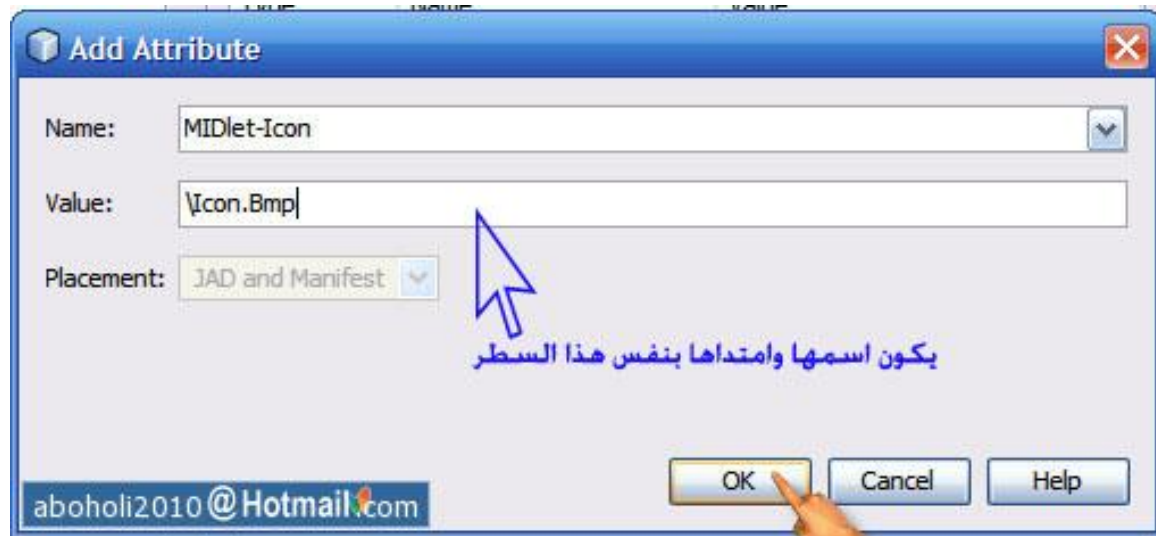 Add Attribute
Name: MIDlet-Icon
Value: \Icon.Bmp
Placement: JAD and Manifest
يكون اسمها وامتداها بنفس هذا السطر
OK Cancel Help
aboholi2010@Hotmail.com